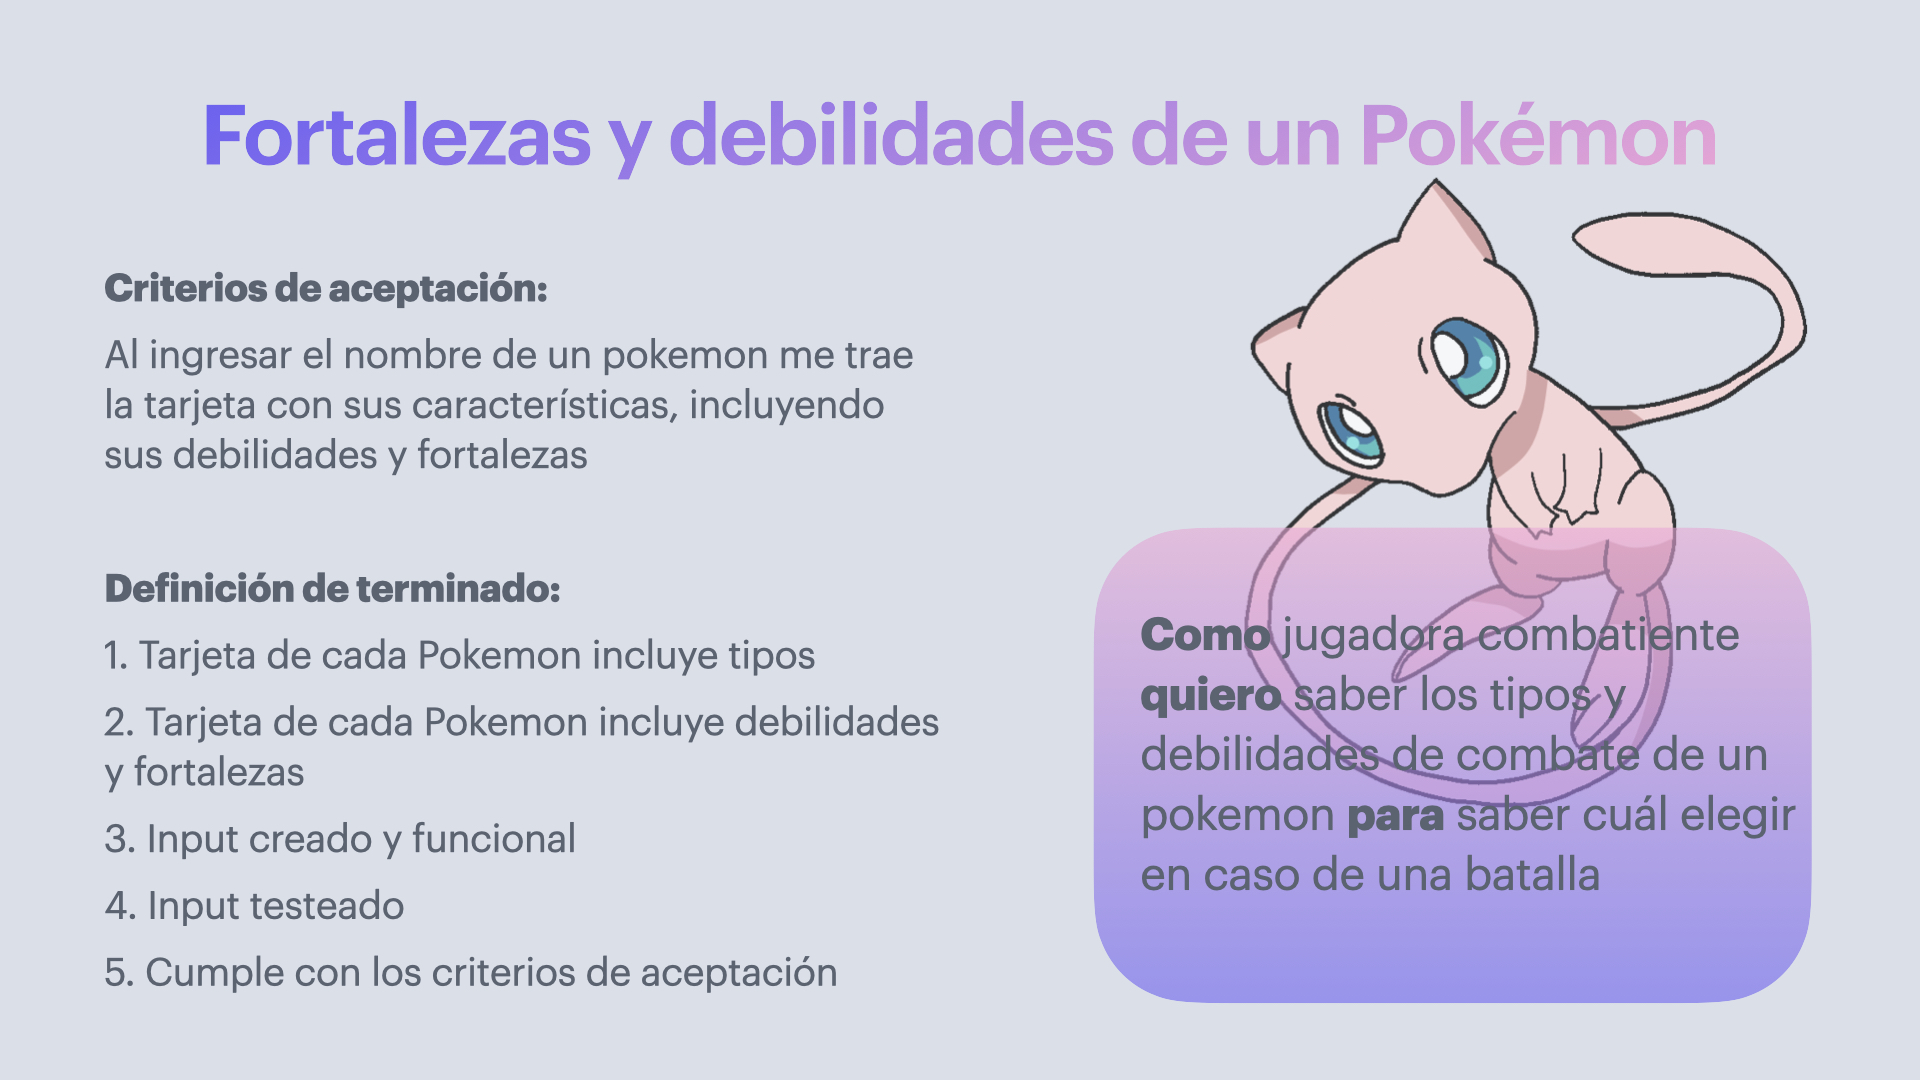 Fortalezas y debilidades de un Pokémon
Criterios de aceptación:
Al ingresar el nombre de un pokemon me trae
la tarjeta con sus características, incluyendo
sus debilidades y fortalezas
Definición de terminado:
1. Tarjeta de cada Pokemon incluye tipos
2. Tarjeta de cada Pokemon incluye debilidades
y fortalezas
3. Input creado y funcional
4. Input testeado
5. Cumple con los criterios de aceptación
Como jugadora combatiente
quiero saber los tipos y
debilidades de combate de un
pokemon para saber cuál elegir
en caso de una batalla